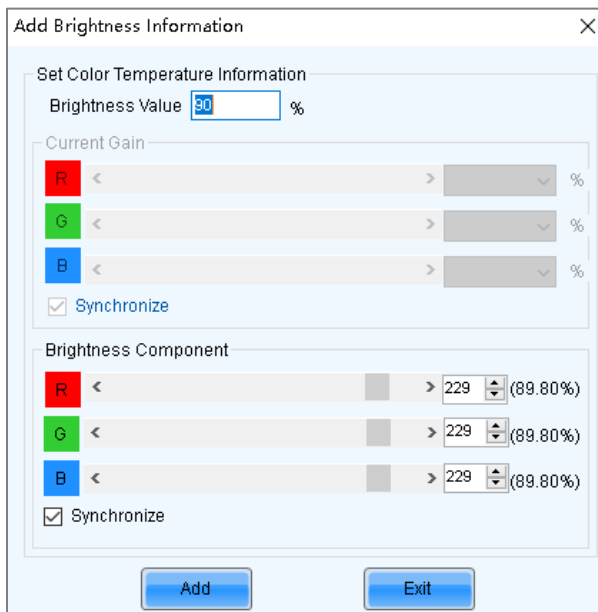 Add Brightness Information
Set Color Temperature Information
Brightness Value 90 %
Current Gain
R %
G %
B %
Synchronize
Brightness Component
R 229 (89.80%)
G 229 (89.80%)
B 229 (89.80%)
Synchronize
Add Exit